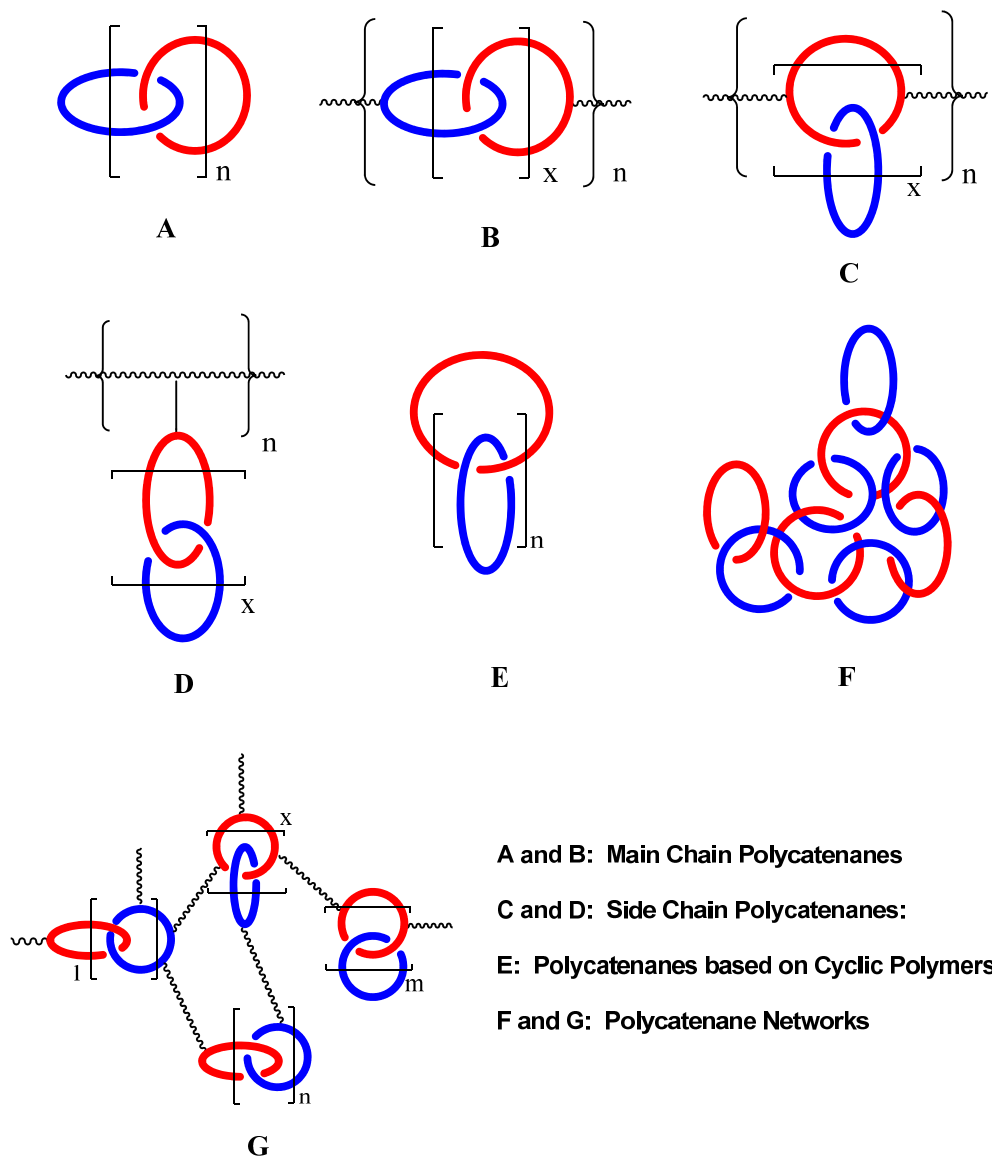 n
A
x
n
B
x
n
C
n
x
D
n
E
F
x
l
m
n
G
A and B: Main Chain Polycatenanes
C and D: Side Chain Polycatenanes:
E: Polycatenanes based on Cyclic Polymers
F and G: Polycatenane Networks